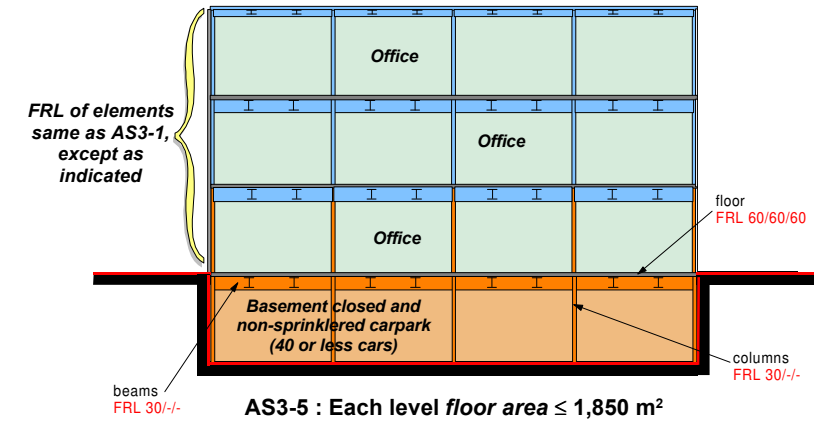 Office
FRL of elements
same as AS3-1,
except as
indicated
Office
floor
FRL 60/60/60
Office
Basement closed and
non-sprinklered carpark
(40 or less cars)
columns
FRL 30/-/-
beams
FRL 30/-/-
AS3-5 : Each level floor area ≤ 1,850 m²